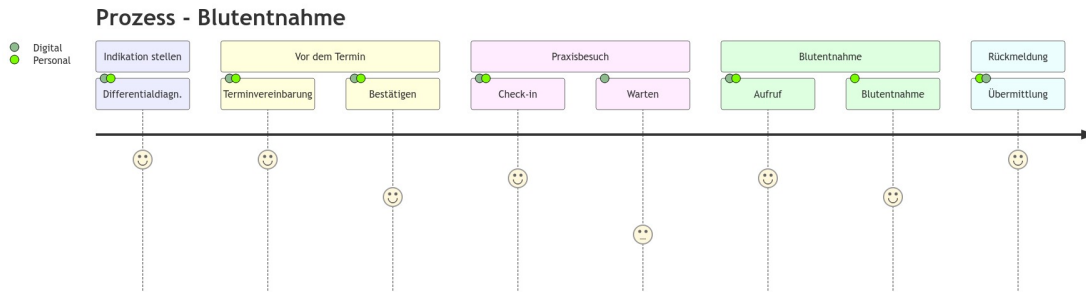 Prozess - Blutentnahme
Digital
Personal
Indikation stellen
Vor dem Termin
Praxisbesuch
Blutentnahme
Rückmeldung
Differentialdiagn.
Terminvereinbarung
Bestätigen
Check-in
Warten
Aufruf
Blutentnahme
Übermittlung